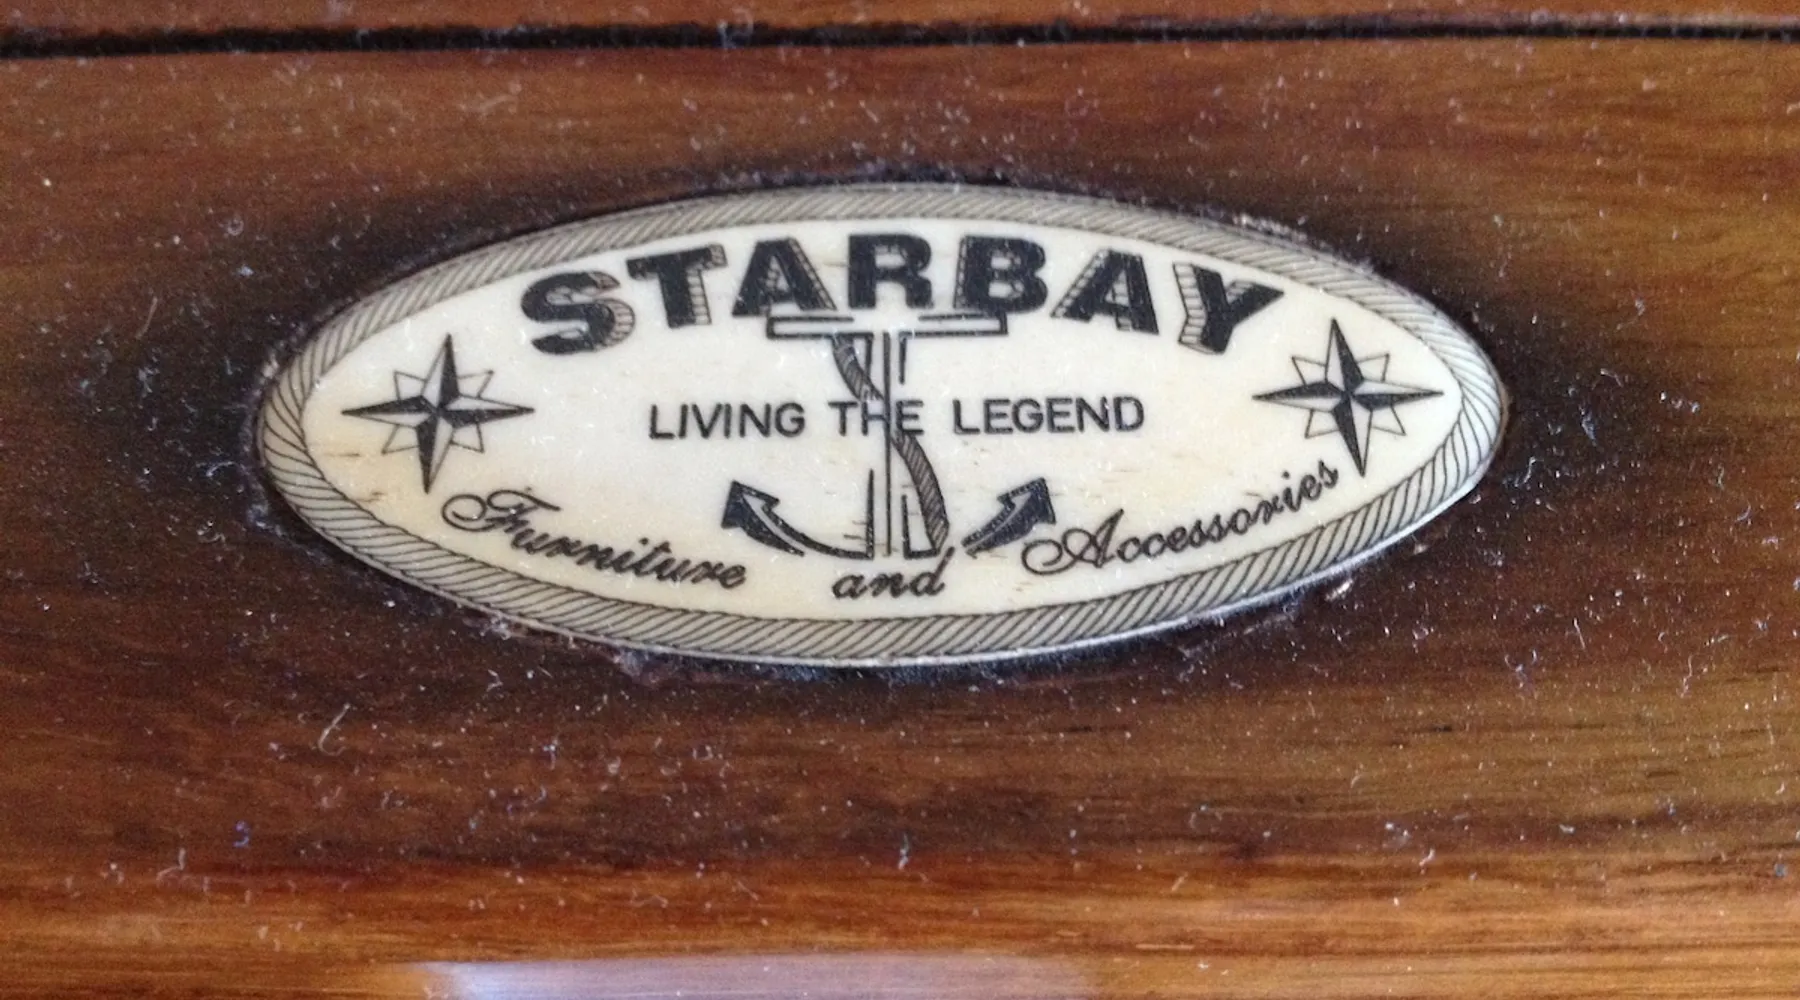 STARBAY
LIVING THE LEGEND
Furniture and Accessories